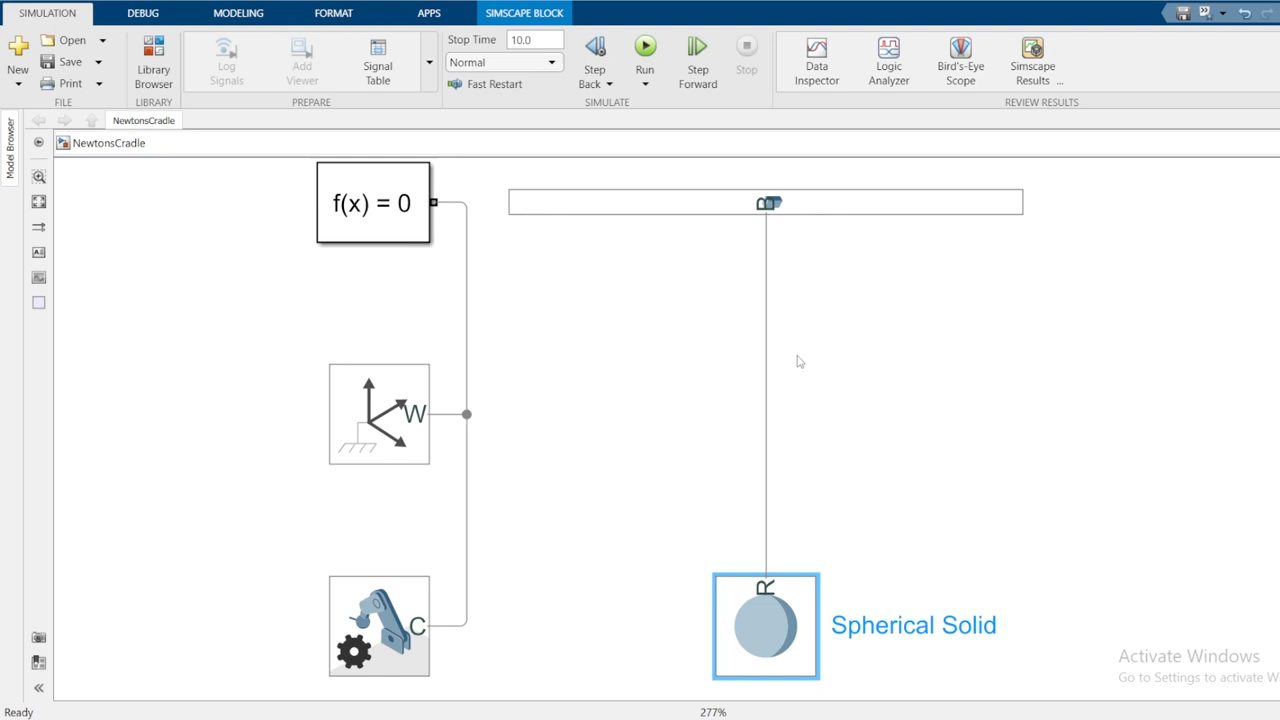 SIMULATION
DEBUG
MODELING
FORMAT
APPS
SIMSCAPE BLOCK
New
Open
Save
Print
FILE
Library
Browser
LIBRARY
Log
Signals
Add
Viewer
Signal
Table
PREPARE
Stop Time 10.0
Normal
Fast Restart
Step
Back
Run
Step
Forward
Stop
SIMULATE
Data
Inspector
Logic
Analyzer
Bird's-Eye
Scope
Simscape
Results ...
REVIEW RESULTS
NewtonsCradle
Model Browser
NewtonsCradle
f(x) = 0
B
W
C
R
Spherical Solid
Activate Windows
Go to Settings to activate W
Ready
277%